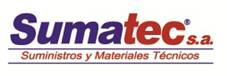 Sumatec® s.a.
Suministros y Materiales Técnicos